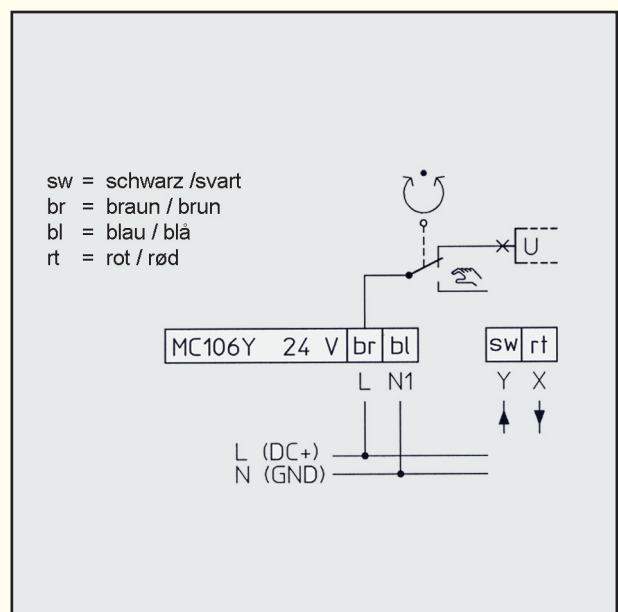 sw = schwarz /svart
br = braun / brun
bl = blau / blå
rt = rot / rød
U
MC106Y 24 V br bl
sw rt
L N1
Y X
L (DC+)
N (GND)